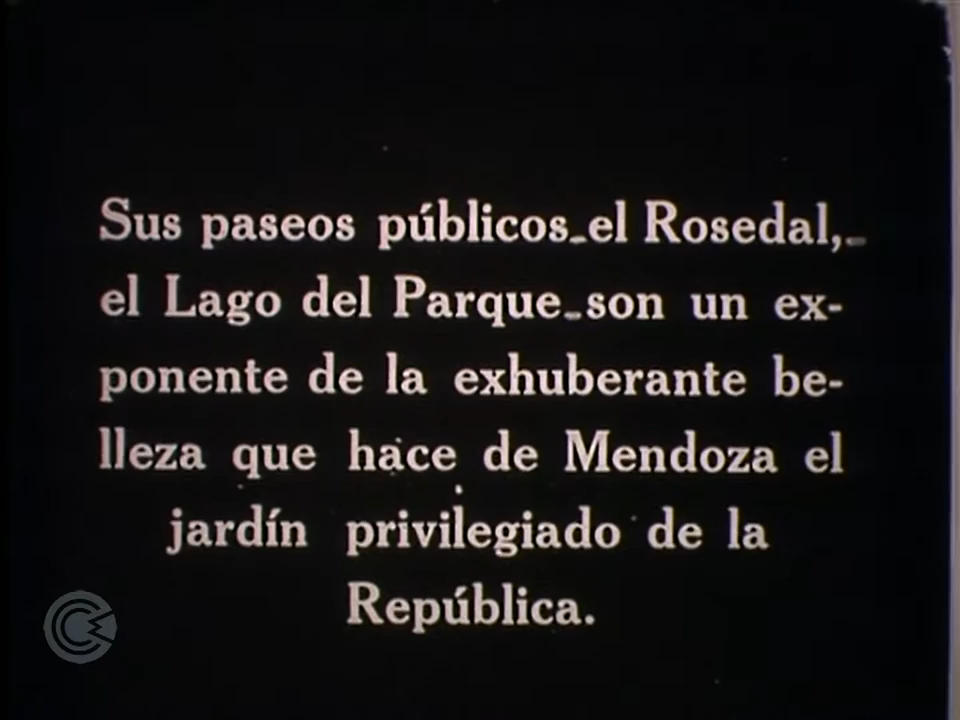 Sus paseos públicos-el Rosedal,-
el Lago del Parque-son un ex-
ponente de la exhuberante be-
lleza que hace de Mendoza el
jardín privilegiado de la
República.